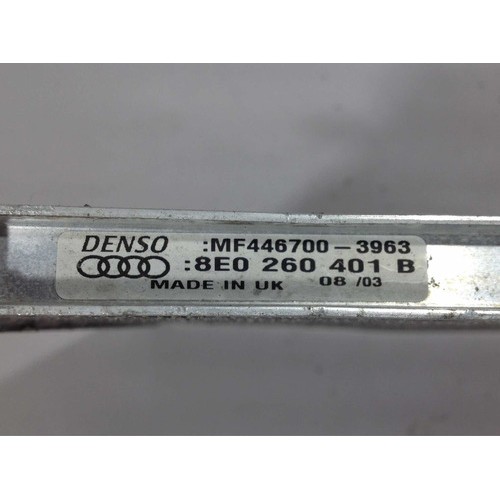 DENSO :MF446700-3963
:8E0 260 401 B
MADE IN UK 08 /03